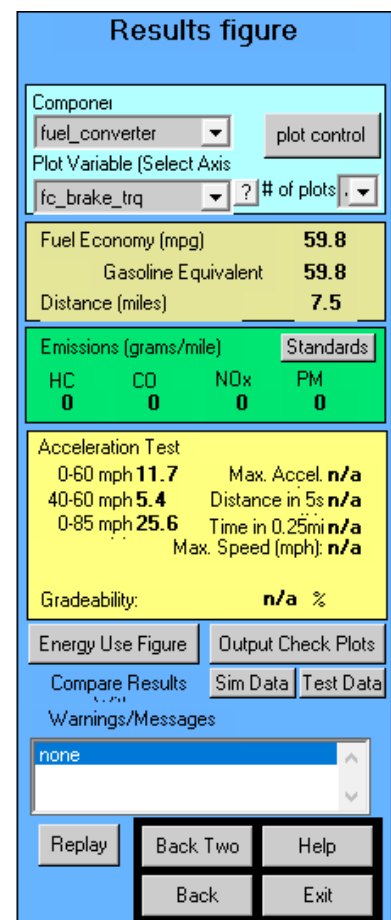 Results figure
Componer
fuel_converter
plot control
Plot Variable (Select Axis
fc_brake_trq
? # of plots
Fuel Economy (mpg) 59.8
Gasoline Equivalent 59.8
Distance (miles) 7.5
Emissions (grams/mile) Standards
HC CO NOx PM
0 0 0 0
Acceleration Test
0-60 mph 11.7 Max. Accel. n/a
40-60 mph 5.4 Distance in 5s n/a
0-85 mph 25.6 Time in 0.25mi n/a
Max. Speed (mph): n/a
Gradeability: n/a %
Energy Use Figure Output Check Plots
Compare Results Sim Data Test Data
Warnings/Messages
none
Replay Back Two Help
Back Exit